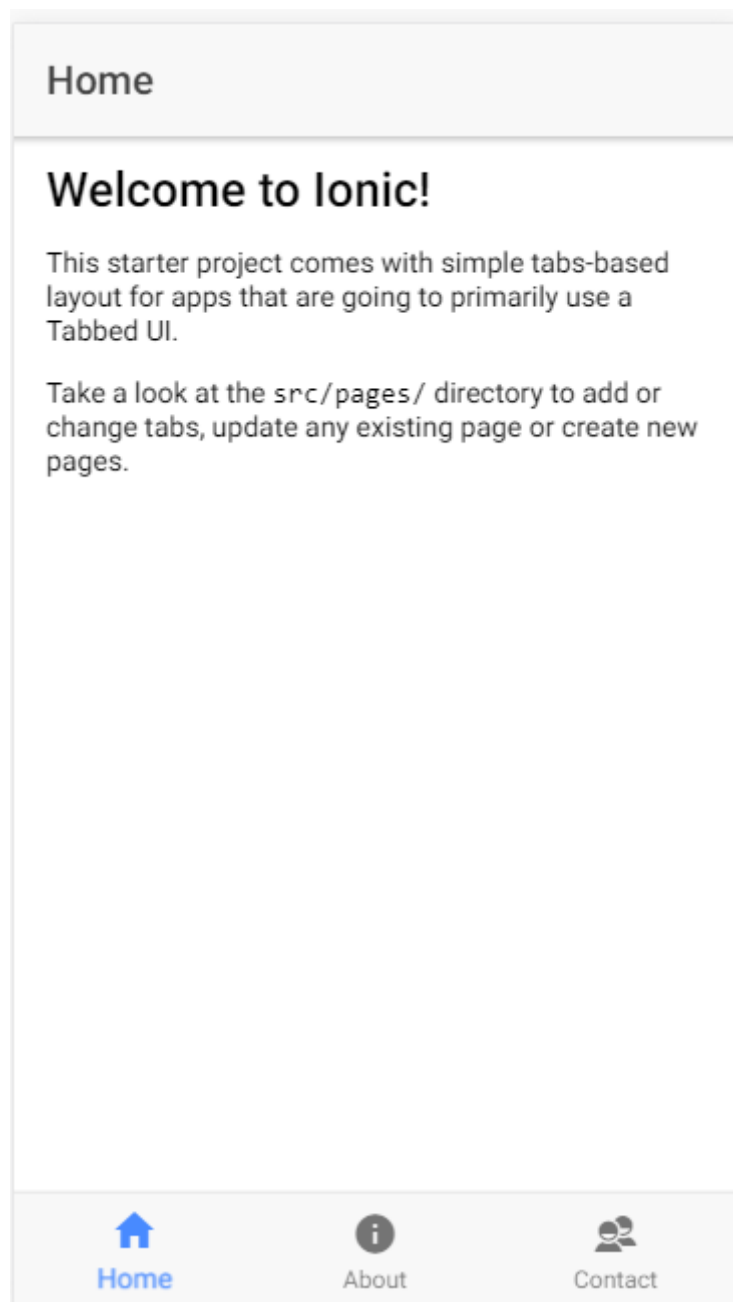 Home
Welcome to Ionic!
This starter project comes with simple tabs-based
layout for apps that are going to primarily use a
Tabbed UI.
Take a look at the src/pages/ directory to add or
change tabs, update any existing page or create new
pages.
Home About Contact